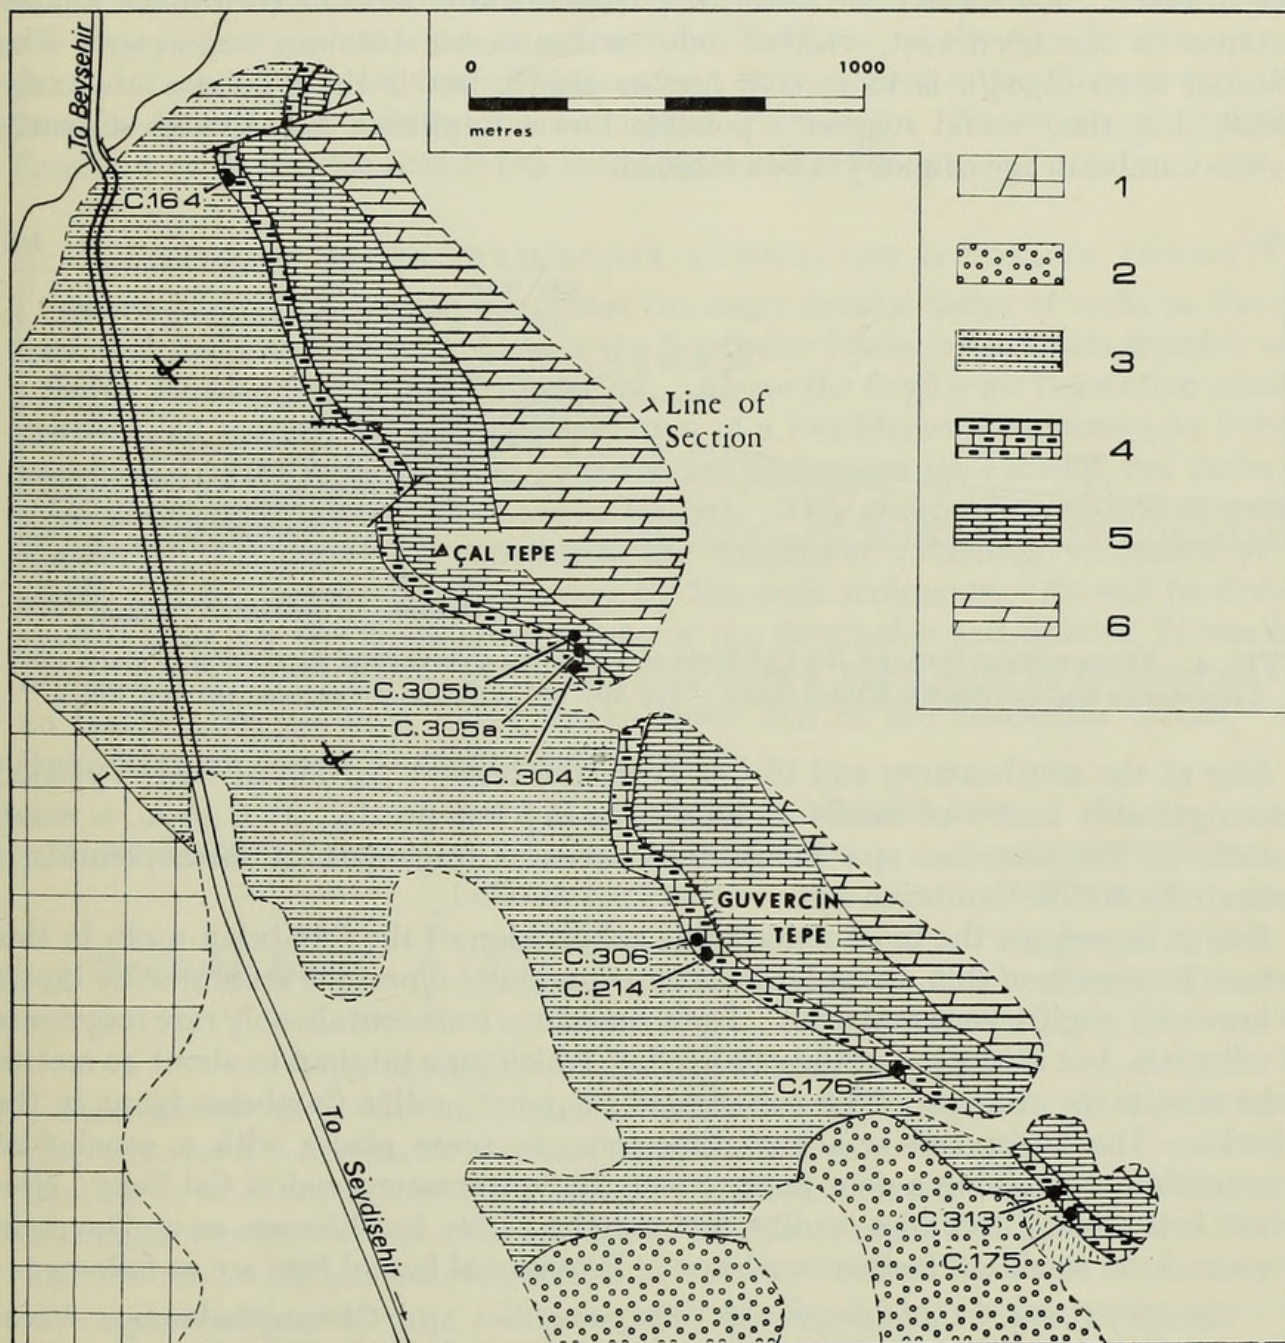 To Beysehir
0 1000
metres
C.164
1
2
3
4
5
6
Line of
Section
ÇAL TEPE
C.305b
C.305a
C.304
GUVERCIN
TEPE
C.306
C.214
C.176
C.313
C.175
To
Seydisehir